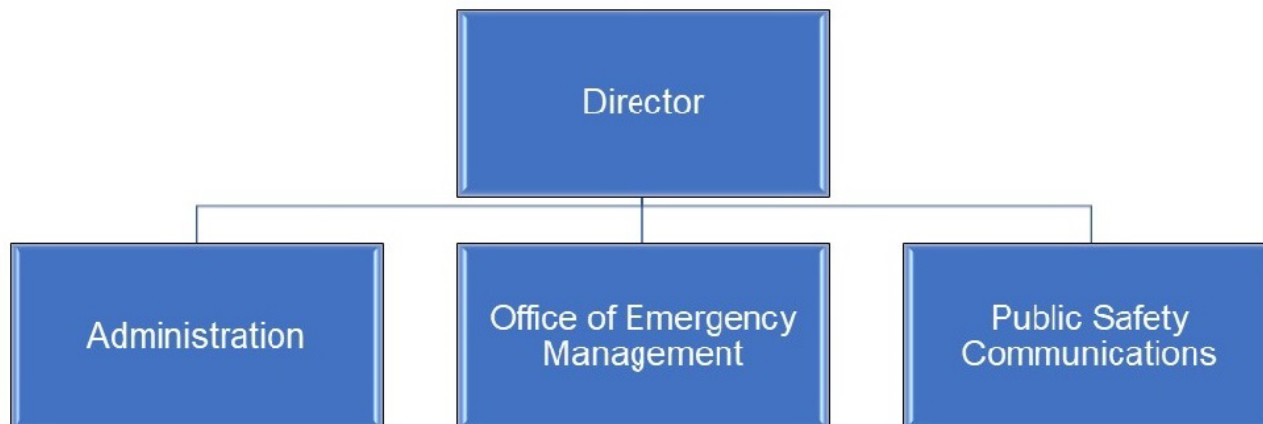 Director
Administration
Office of Emergency
Management
Public Safety
Communications